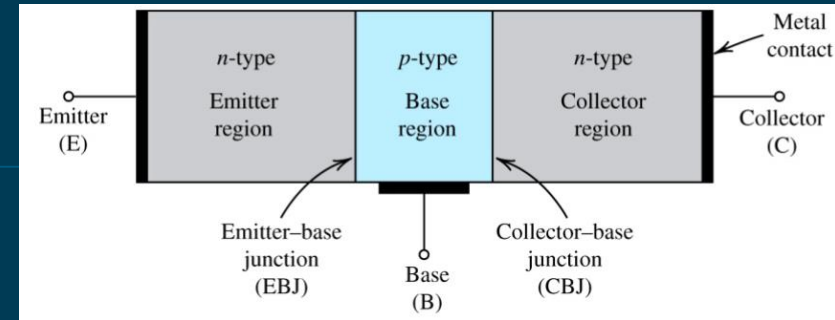 n-type
Emitter
region
p-type
Base
region
n-type
Collector
region
Metal
contact
Emitter
(E)
Collector
(C)
Emitter–base
junction
(EBJ)
Base
(B)
Collector–base
junction
(CBJ)